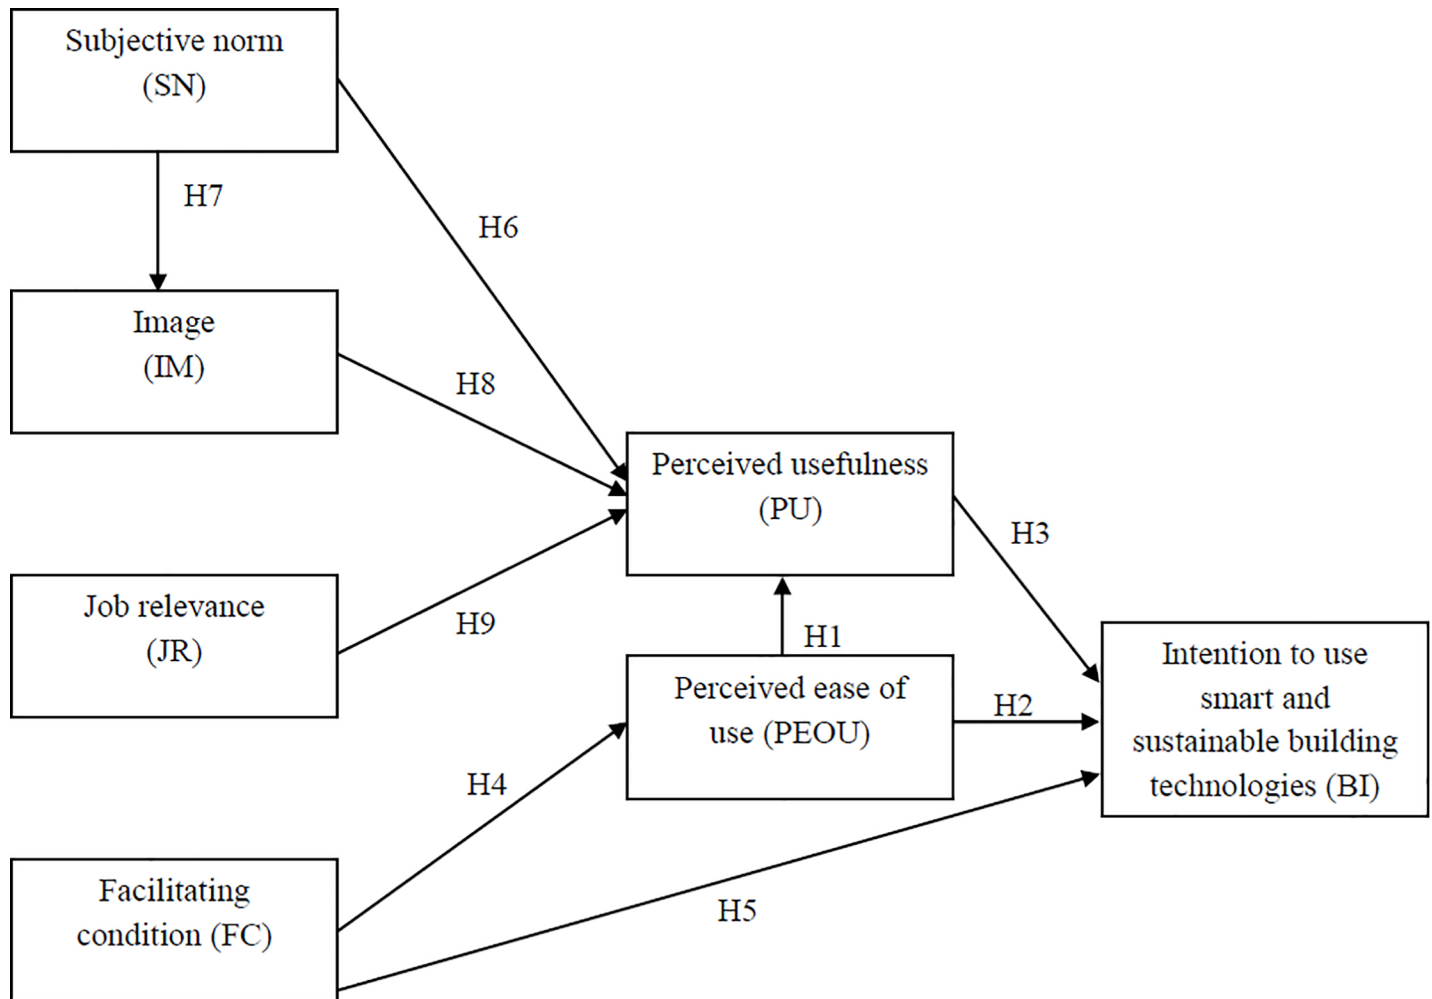 Subjective norm
(SN)
H7
H6
Image
(IM)
H8
Perceived usefulness
(PU)
H3
Job relevance
(JR)
H9
H1
Perceived ease of
use (PEOU)
H2
Intention to use
smart and
sustainable building
technologies (BI)
H4
Facilitating
condition (FC)
H5